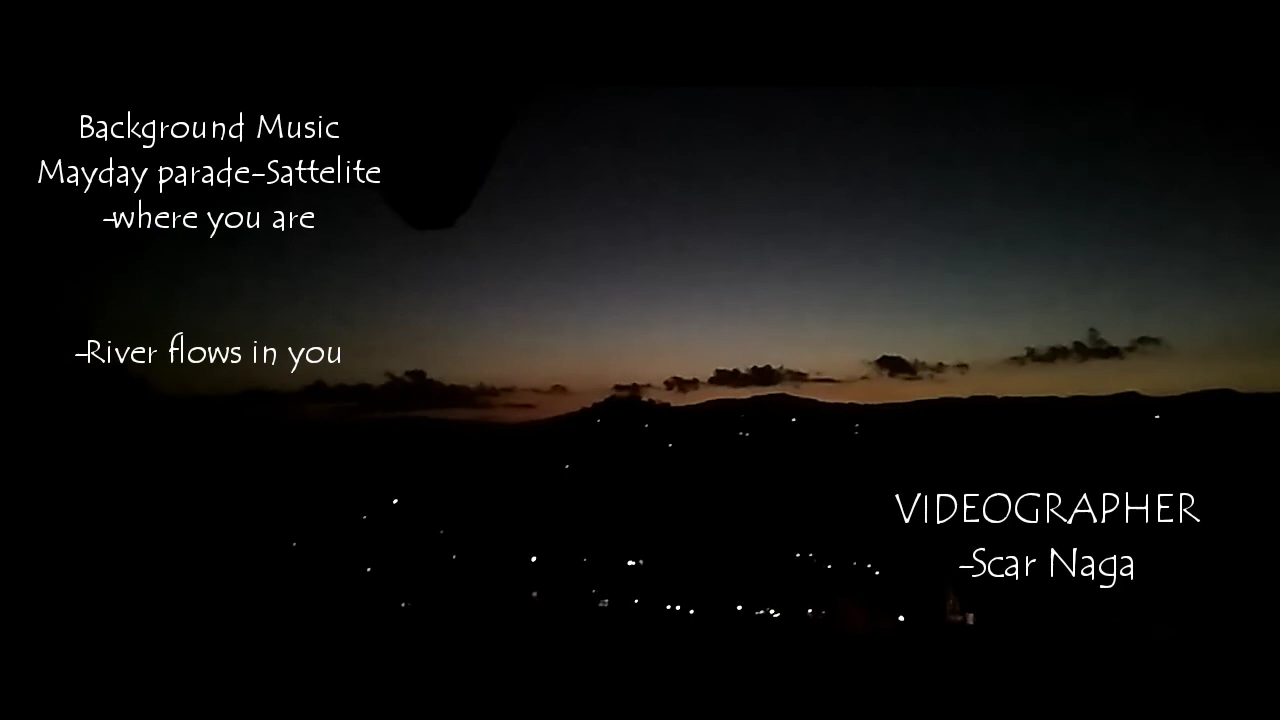 Background Music
Mayday parade-Sattelite
-where you are
-River flows in you
VIDEOGRAPHER
-Scar Naga